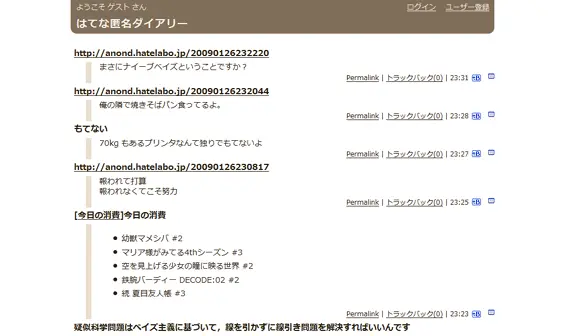 ようこそ ゲスト さん
ログイン ユーザー登録
はてな匿名ダイアリー
http://anond.hatelabo.jp/20090126232220
まさにナイーブベイズということですか？
Permalink | トラックバック(0) | 23:31
http://anond.hatelabo.jp/20090126232044
俺の隣で焼きそばパン食ってるよ。
Permalink | トラックバック(0) | 23:28
もてない
70kg もあるプリンタなんて独りでもてないよ
Permalink | トラックバック(0) | 23:27
http://anond.hatelabo.jp/20090126230817
報われて打算
報われなくてこそ努力
Permalink | トラックバック(0) | 23:25
[今日の消費]今日の消費
幼獣マメシバ #2
マリア様がみてる4thシーズン #3
空を見上げる少女の瞳に映る世界 #2
鉄腕バーディー DECODE:02 #2
続 夏目友人帳 #3
Permalink | トラックバック(0) | 23:23
疑似科学問題はベイズ主義に基づいて，線を引かずに線引き問題を解決すればいいんです